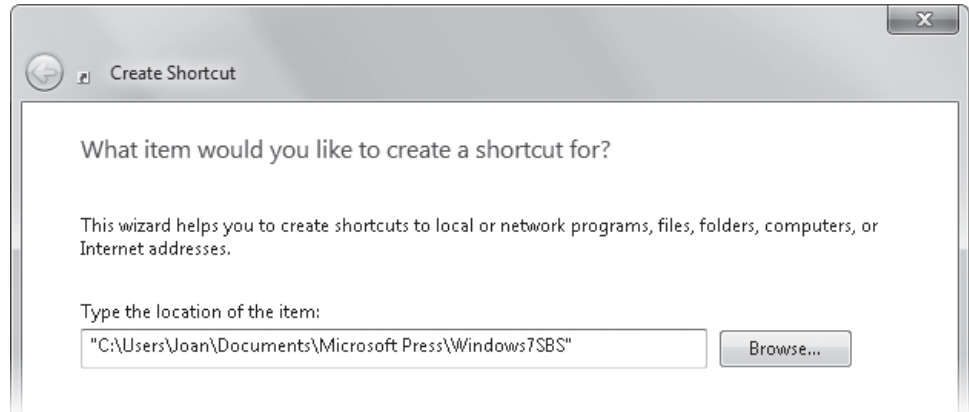 Create Shortcut
What item would you like to create a shortcut for?
This wizard helps you to create shortcuts to local or network programs, files, folders, computers, or
Internet addresses.
Type the location of the item:
"C:\Users\Joan\Documents\Microsoft Press\Windows7SBS"
Browse...